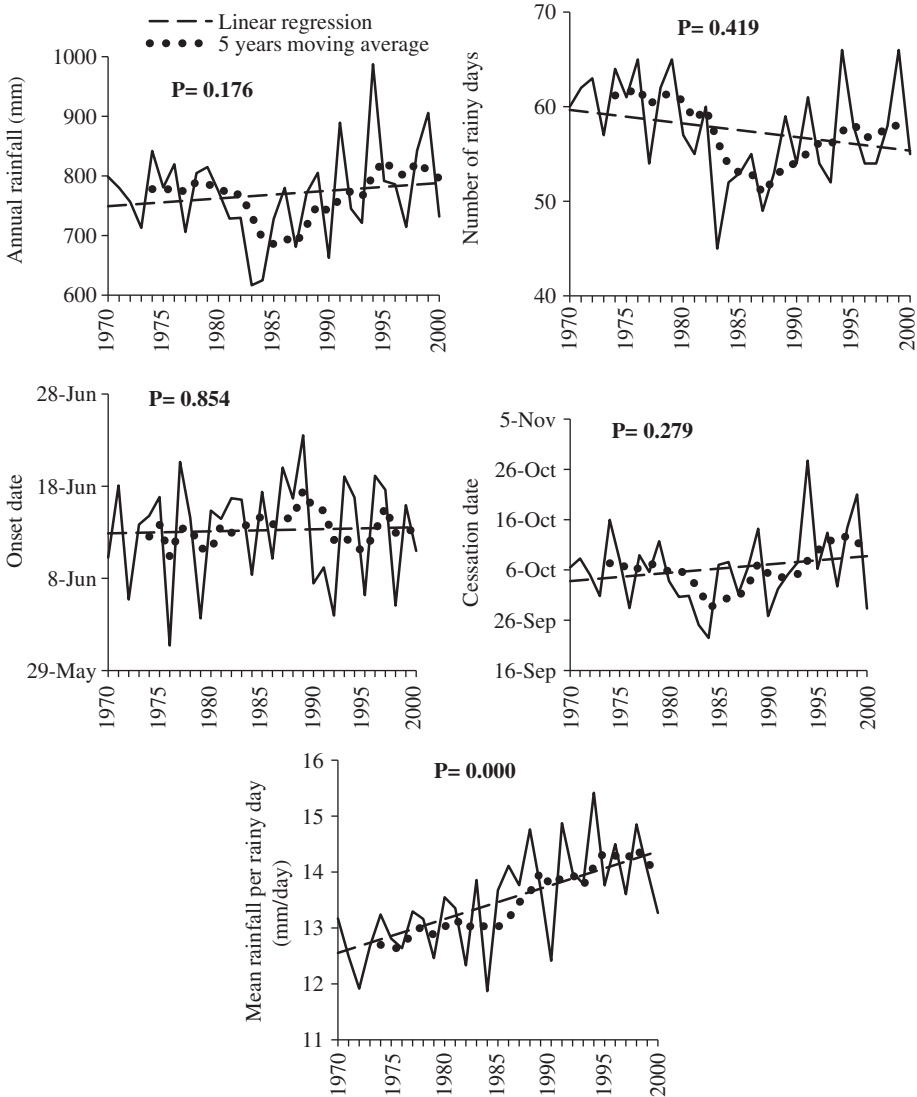 Linear regression
5 years moving average
P= 0.176
Annual rainfall (mm)
1000
900
800
700
600
1970
1975
1980
1985
1990
1995
2000
P= 0.419
Number of rainy days
70
60
50
40
1970
1975
1980
1985
1990
1995
2000
P= 0.854
Onset date
28-Jun
18-Jun
8-Jun
29-May
1970
1975
1980
1985
1990
1995
2000
P= 0.279
Cessation date
5-Nov
26-Oct
16-Oct
6-Oct
26-Sep
16-Sep
1970
1975
1980
1985
1990
1995
2000
P= 0.000
Mean rainfall per rainy day
(mm/day)
16
15
14
13
12
11
1970
1975
1980
1985
1990
1995
2000